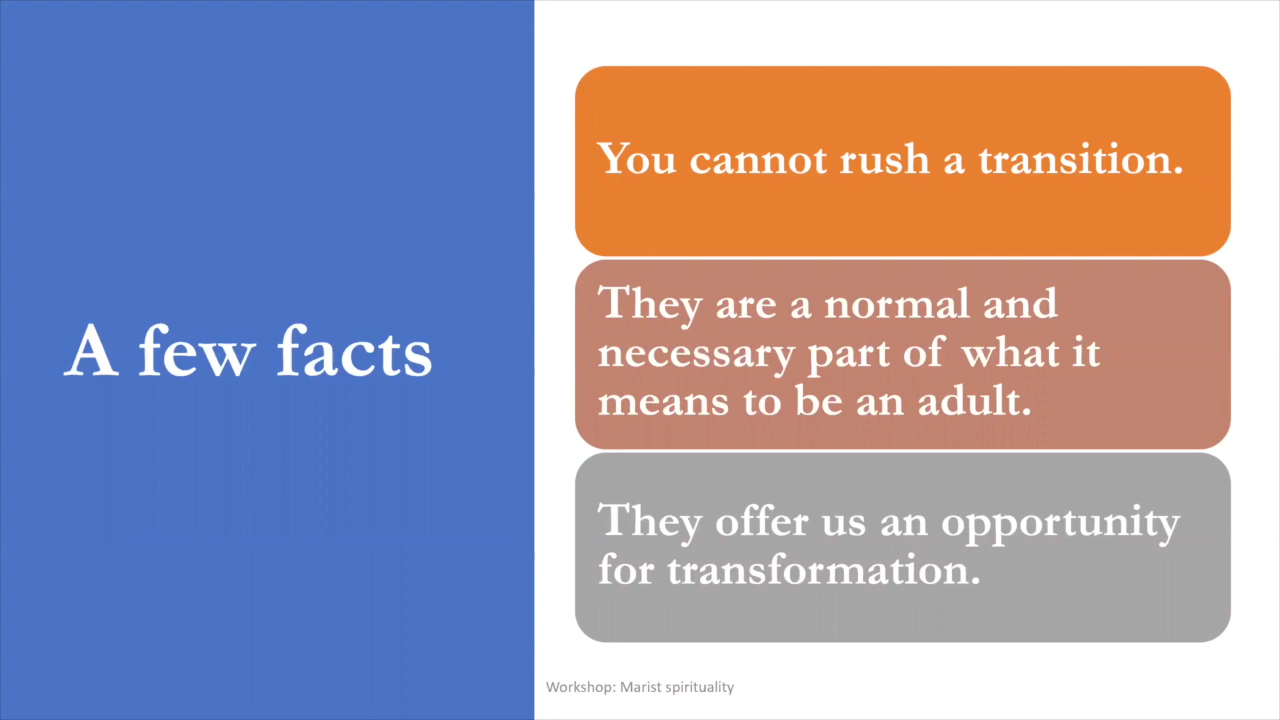 A few facts
You cannot rush a transition.
They are a normal and
necessary part of what it
means to be an adult.
They offer us an opportunity
for transformation.
Workshop: Marist spirituality